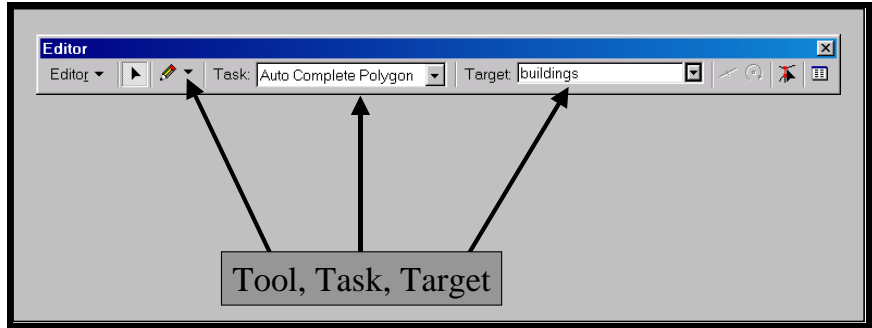 Editor
Editor Task: Auto Complete Polygon Target: buildings
Tool, Task, Target